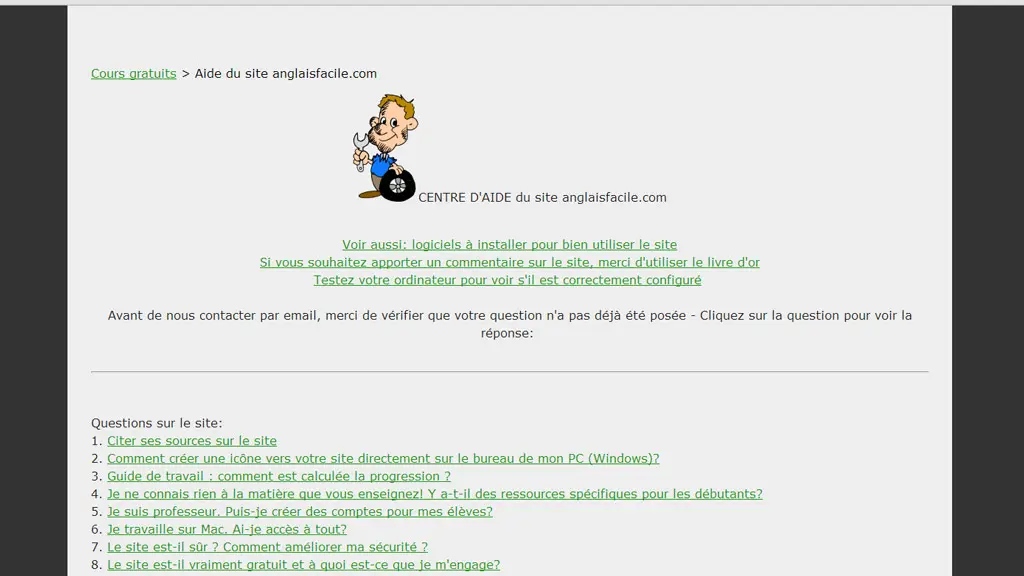 Cours gratuits > Aide du site anglaisfacile.com
CENTRE D'AIDE du site anglaisfacile.com
Voir aussi: logiciels à installer pour bien utiliser le site
Si vous souhaitez apporter un commentaire sur le site, merci d'utiliser le livre d'or
Testez votre ordinateur pour voir s'il est correctement configuré
Avant de nous contacter par email, merci de vérifier que votre question n'a pas déjà été posée - Cliquez sur la question pour voir la
réponse:
Questions sur le site:
1. Citer ses sources sur le site
2. Comment créer une icône vers votre site directement sur le bureau de mon PC (Windows)?
3. Guide de travail : comment est calculée la progression ?
4. Je ne connais rien à la matière que vous enseignez! Y a-t-il des ressources spécifiques pour les débutants?
5. Je suis professeur. Puis-je créer des comptes pour mes élèves?
6. Je travaille sur Mac. Ai-je accès à tout?
7. Le site est-il sûr ? Comment améliorer ma sécurité ?
8. Le site est-il vraiment gratuit et à quoi est-ce que je m'engage?